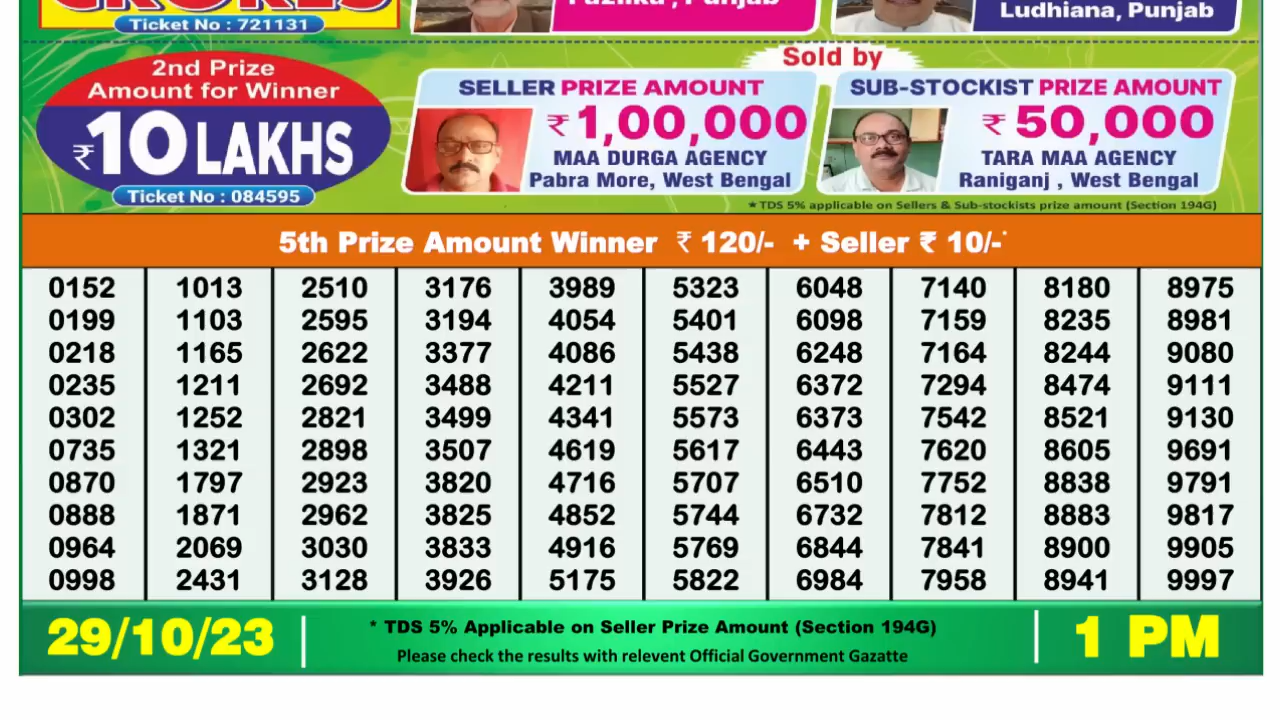 CRORES
Ticket No : 721131
Fazilka , Punjab
Ludhiana, Punjab
2nd Prize
Amount for Winner
₹10 LAKHS
Ticket No : 084595
Sold by
SELLER PRIZE AMOUNT
₹ 1,00,000
MAA DURGA AGENCY
Pabra More, West Bengal
SUB-STOCKIST PRIZE AMOUNT
₹ 50,000
TARA MAA AGENCY
Raniganj , West Bengal
★ TDS 5% applicable on Sellers & Sub-stockists prize amount (Section 194G)
5th Prize Amount Winner ₹ 120/- + Seller ₹ 10/-*
0152 1013 2510 3176 3989 5323 6048 7140 8180 8975
0199 1103 2595 3194 4054 5401 6098 7159 8235 8981
0218 1165 2622 3377 4086 5438 6248 7164 8244 9080
0235 1211 2692 3488 4211 5527 6372 7294 8474 9111
0302 1252 2821 3499 4341 5573 6373 7542 8521 9130
0735 1321 2898 3507 4619 5617 6443 7620 8605 9691
0870 1797 2923 3820 4716 5707 6510 7752 8838 9791
0888 1871 2962 3825 4852 5744 6732 7812 8883 9817
0964 2069 3030 3833 4916 5769 6844 7841 8900 9905
0998 2431 3128 3926 5175 5822 6984 7958 8941 9997
29/10/23
* TDS 5% Applicable on Seller Prize Amount (Section 194G)
Please check the results with relevent Official Government Gazatte
1 PM